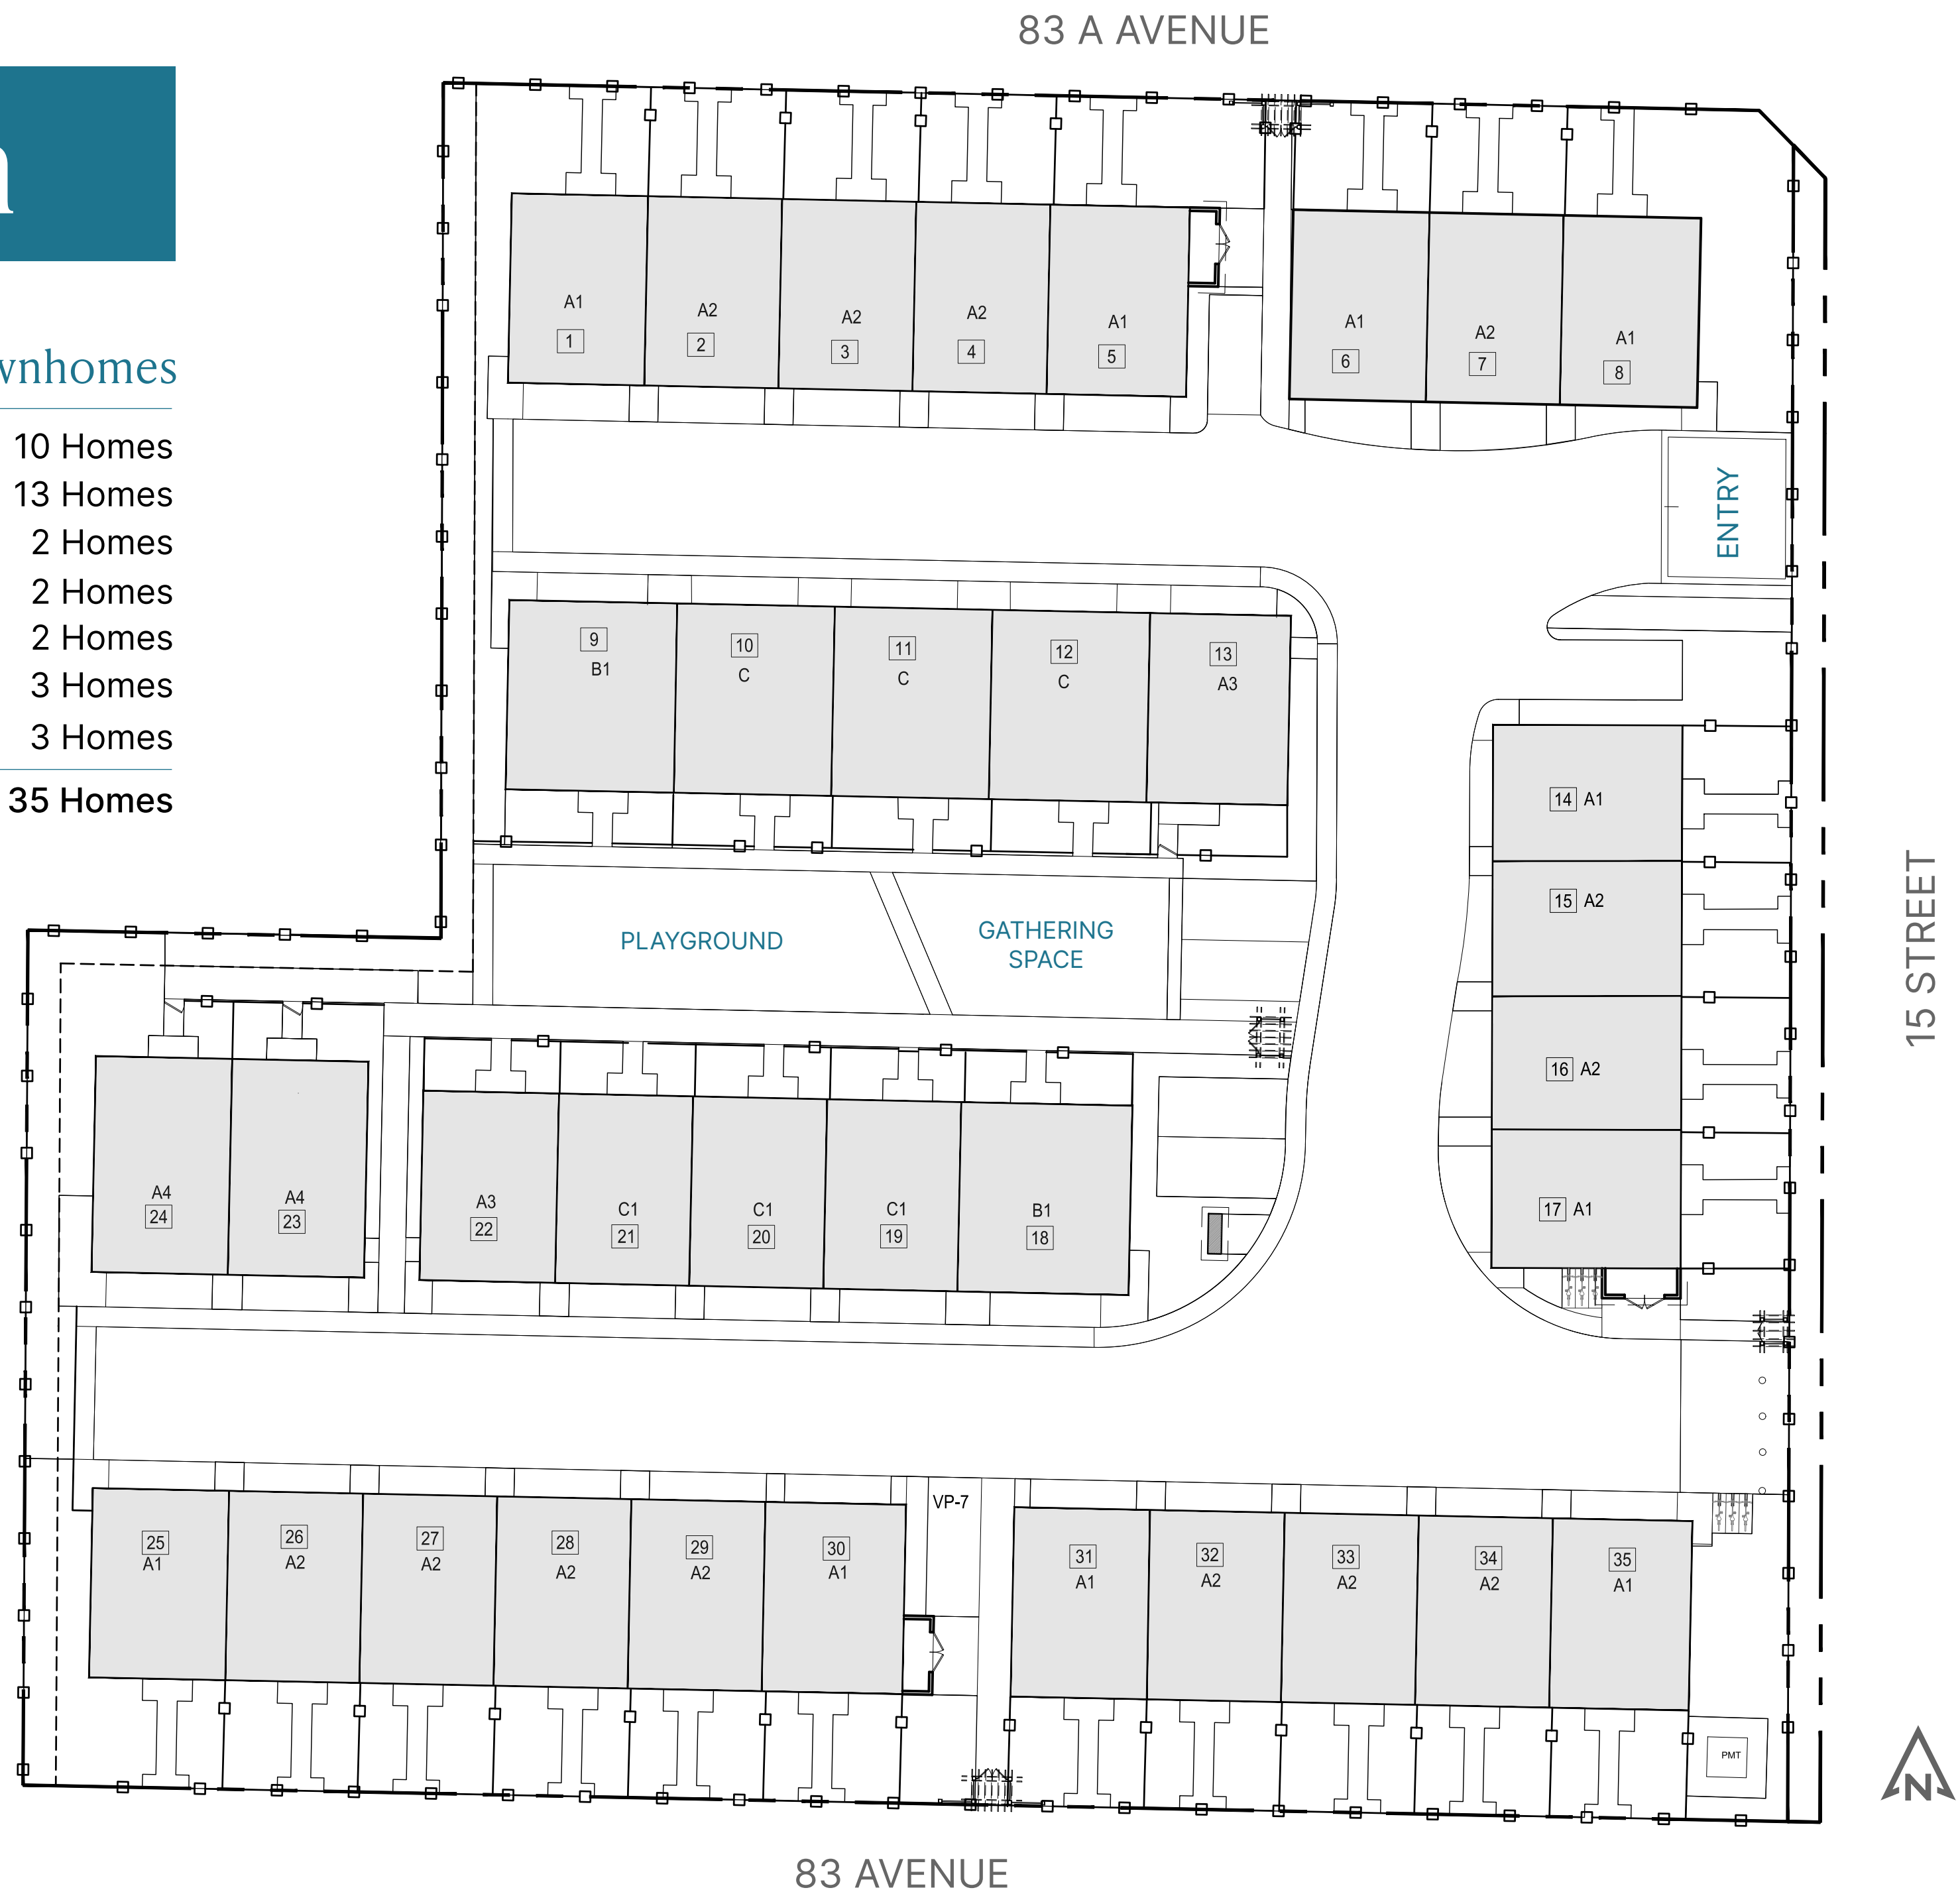 83 A AVENUE
wnhomes
10 Homes
13 Homes
2 Homes
2 Homes
2 Homes
3 Homes
3 Homes
35 Homes
A1
1
A2
2
A2
3
A2
4
A1
5
A1
6
A2
7
A1
8
ENTRY
9
B1
10
C
11
C
12
C
13
A3
14 A1
15 A2
16 A2
17 A1
15 STREET
PLAYGROUND
GATHERING
SPACE
A4
24
A4
23
A3
22
C1
21
C1
20
C1
19
B1
18
25
A1
26
A2
27
A2
28
A2
29
A2
30
A1
VP-7
31
A1
32
A2
33
A2
34
A2
35
A1
PMT
N
83 AVENUE